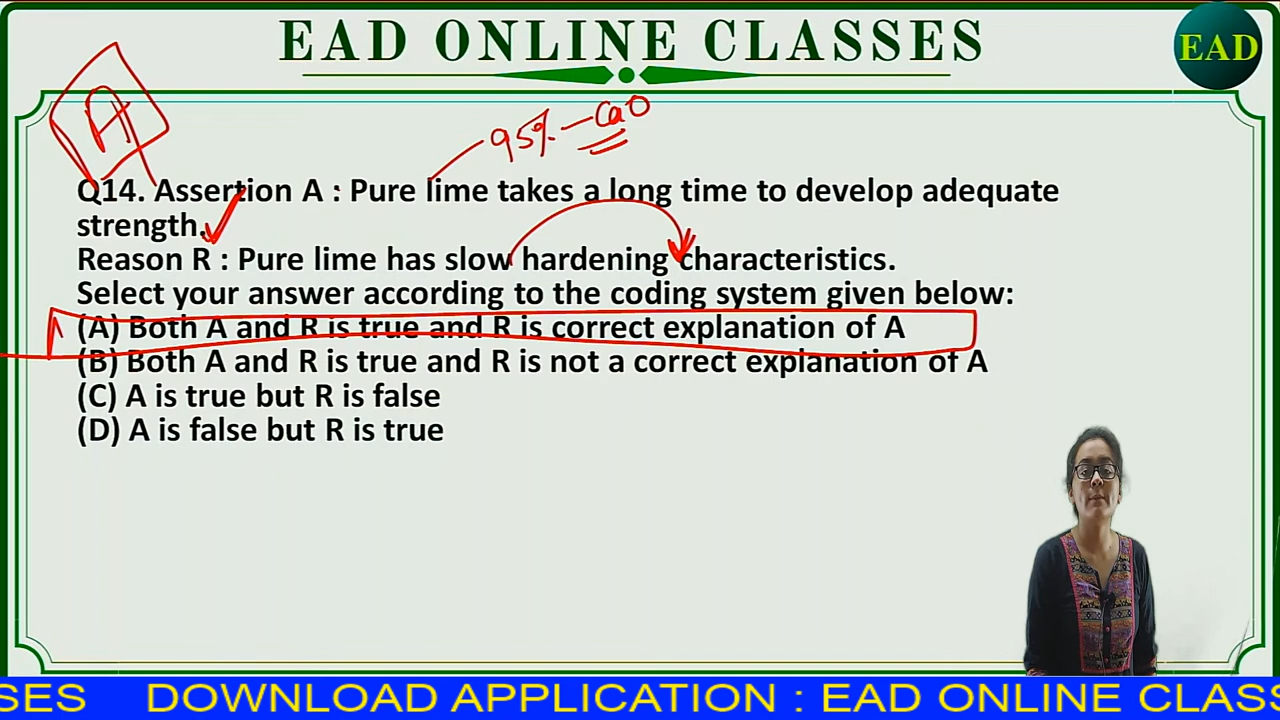 EAD ONLINE CLASSES
EAD
A
95% - CaO
Q14. Assertion A : Pure lime takes a long time to develop adequate
strength.
Reason R : Pure lime has slow hardening characteristics.
Select your answer according to the coding system given below:
(A) Both A and R is true and R is correct explanation of A
(B) Both A and R is true and R is not a correct explanation of A
(C) A is true but R is false
(D) A is false but R is true
SSES DOWNLOAD APPLICATION : EAD ONLINE CLASS